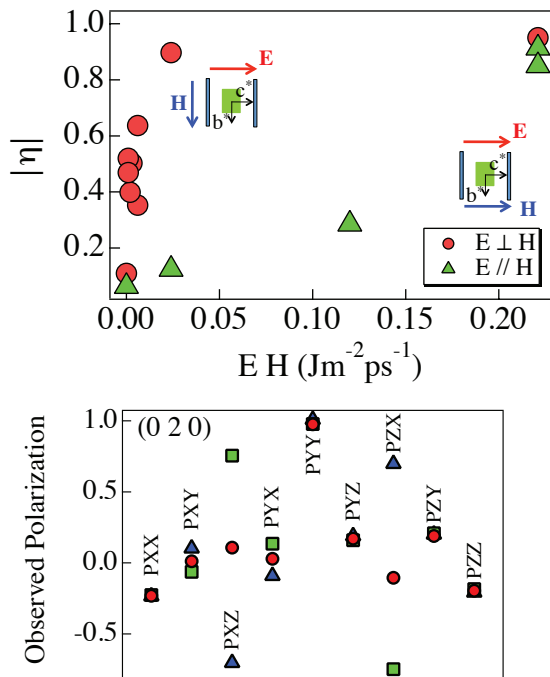 |η|
1.0
0.8
0.6
0.4
0.2
E
H
c*
b*
E
c*
b*
H
E ⊥ H
E // H
0.00
0.05
0.10
0.15
0.20
E H (Jm⁻²ps⁻¹)
Observed Polarization
1.0
0.5
0.0
-0.5
(0 2 0)
PXX
PXY
PXZ
PYX
PYY
PYZ
PZX
PZY
PZZ